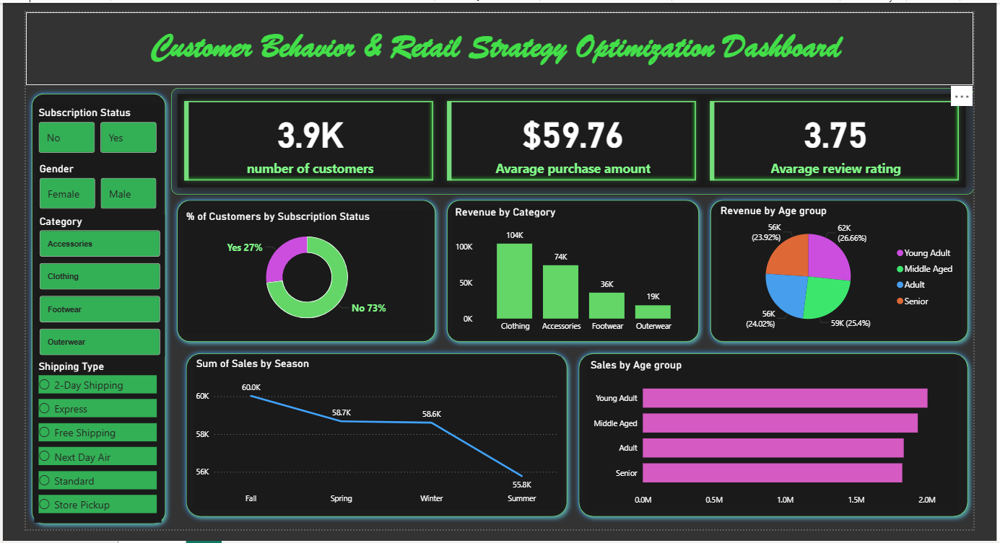 Customer Behavior & Retail Strategy Optimization Dashboard
Subscription Status
No
Yes
Gender
Female
Male
Category
Accessories
Clothing
Footwear
Outerwear
Shipping Type
2-Day Shipping
Express
Free Shipping
Next Day Air
Standard
Store Pickup
3.9K
number of customers
$59.76
Avarage purchase amount
3.75
Avarage review rating
% of Customers by Subscription Status
Yes 27%
No 73%
Revenue by Category
100K
50K
0K
104K
74K
36K
19K
Clothing
Accessories
Footwear
Outerwear
Revenue by Age group
56K
(23.92%)
62K
(26.66%)
56K
(24.02%)
59K (25.4%)
Young Adult
Middle Aged
Adult
Senior
Sum of Sales by Season
60K
58K
56K
60.0K
58.7K
58.6K
55.8K
Fall
Spring
Winter
Summer
Sales by Age group
Young Adult
Middle Aged
Adult
Senior
0.0M
0.5M
1.0M
1.5M
2.0M